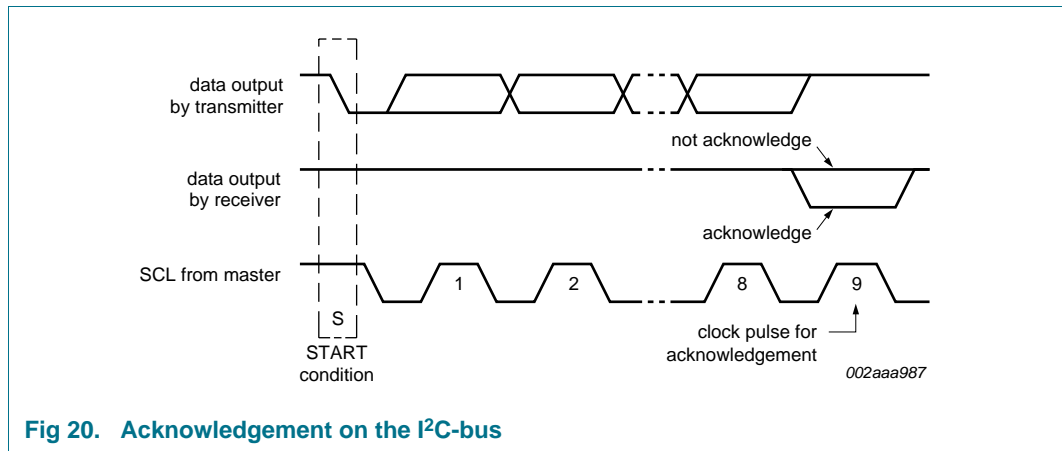 data output
by transmitter
not acknowledge
data output
by receiver
acknowledge
SCL from master
1
2
8
9
S
START
condition
clock pulse for
acknowledgement
002aaa987
Fig 20. Acknowledgement on the I²C-bus